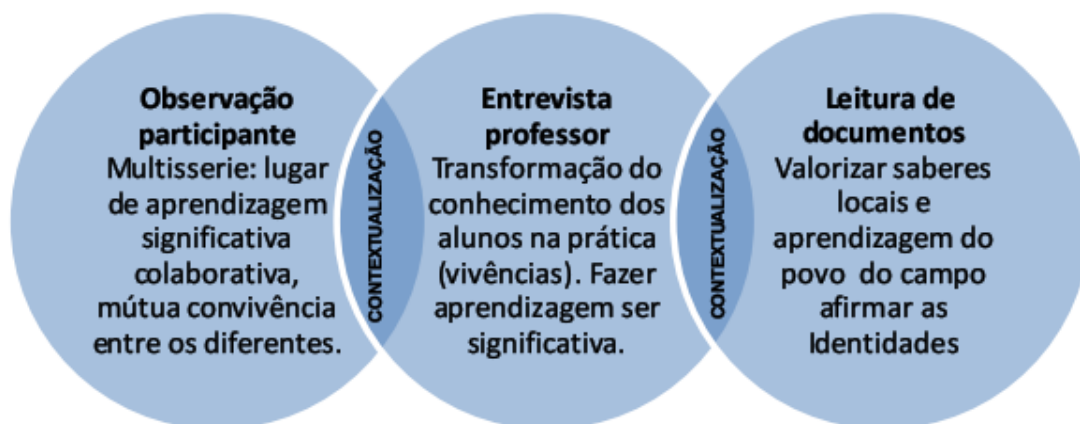 Observação
participante
Multisserie: lugar
de aprendizagem
significativa
colaborativa,
mútua convivência
entre os diferentes.
CONTEXTUALIZAÇÃO
Entrevista
professor
Transformação do
conhecimento dos
alunos na prática
(vivências). Fazer
aprendizagem ser
significativa.
CONTEXTUALIZAÇÃO
Leitura de
documentos
Valorizar saberes
locais e
aprendizagem do
povo do campo
afirmar as
Identidades